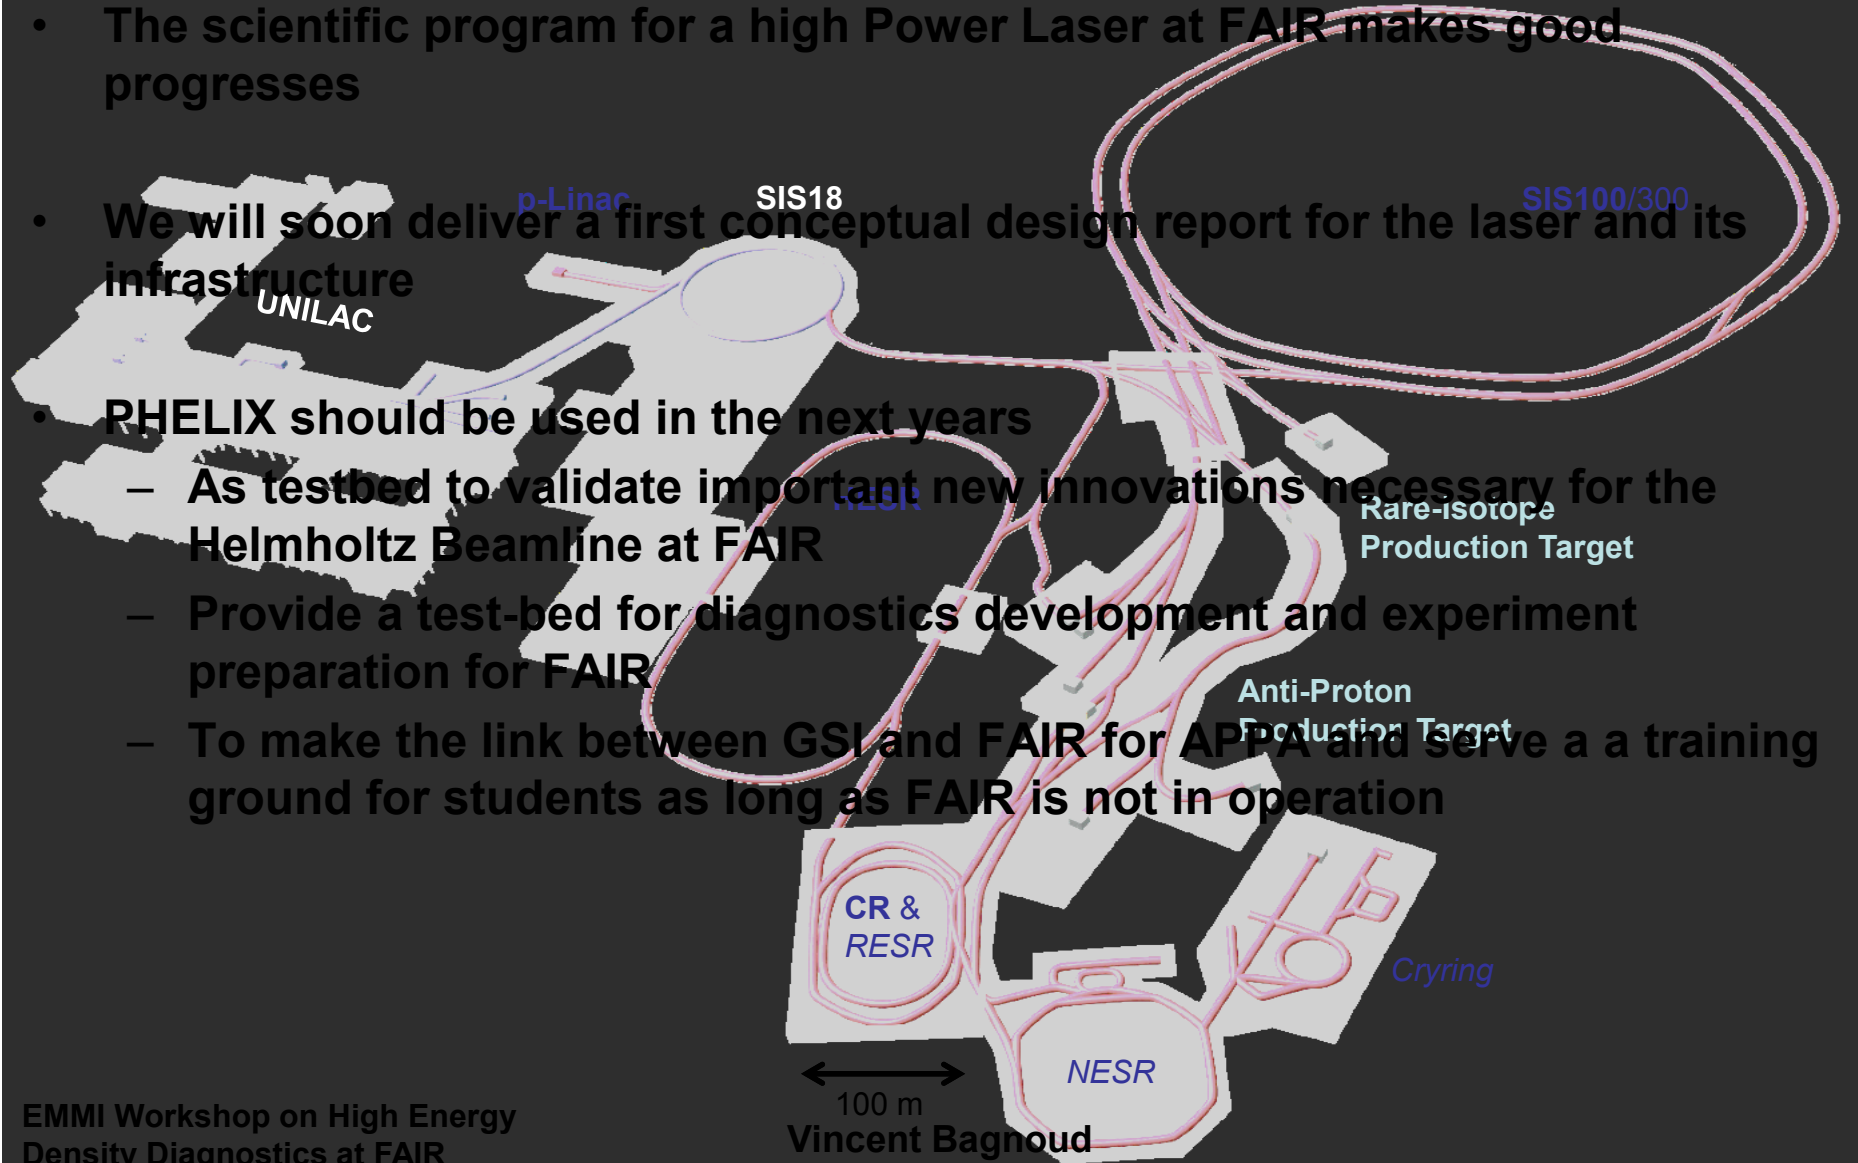 • The scientific program for a high Power Laser at FAIR makes good
progresses
p-Linac
SIS18
SIS100/300
• We will soon deliver a first conceptual design report for the laser and its
infrastructure
UNILAC
• PHELIX should be used in the next years
– As testbed to validate important new innovations necessary for the
Helmholtz Beamline at FAIR
HESR
Rare-Isotope
Production Target
– Provide a test-bed for diagnostics development and experiment
preparation for FAIR
Anti-Proton
Production Target
– To make the link between GSI and FAIR for APPA and serve a a training
ground for students as long as FAIR is not in operation
CR &
RESR
Cryring
NESR
100 m
EMMI Workshop on High Energy
Density Diagnostics at FAIR
Vincent Bagnoud